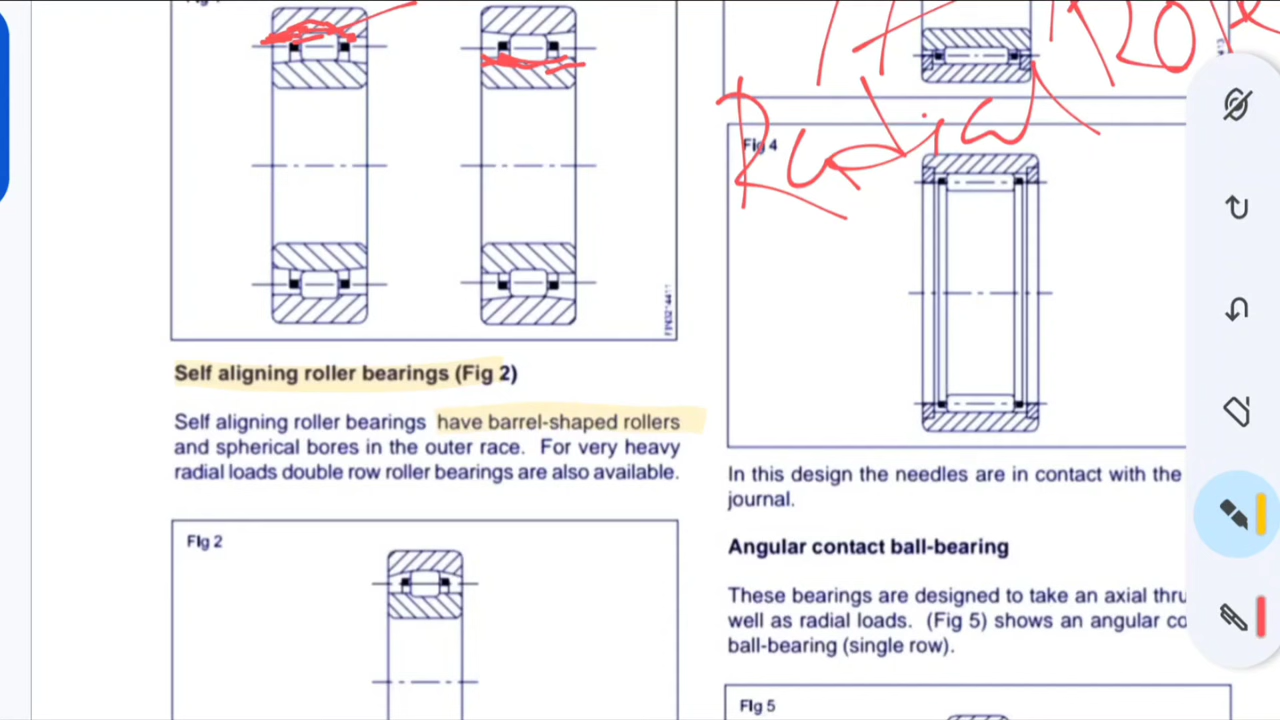 Self aligning roller bearings (Fig 2)
Self aligning roller bearings have barrel-shaped rollers
and spherical bores in the outer race. For very heavy
radial loads double row roller bearings are also available.
Fig 2
Radial
Fig 4
In this design the needles are in contact with the
journal.
Angular contact ball-bearing
These bearings are designed to take an axial thru
well as radial loads. (Fig 5) shows an angular co
ball-bearing (single row).
Fig 5